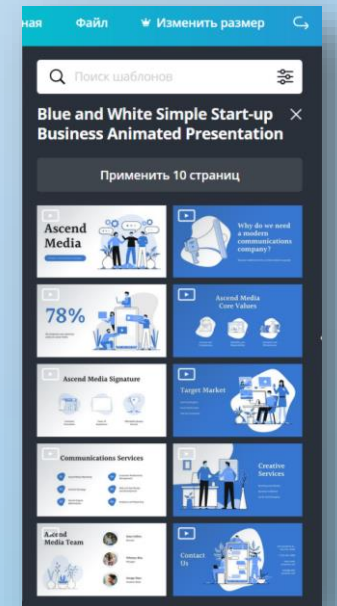 ная Файл Изменить размер
Поиск шаблонов
Blue and White Simple Start-up
Business Animated Presentation
Применить 10 страниц
Ascend
Media
Why do we need
a modern
communications
company?
78%
Ascend Media
Core Values
Ascend Media Signature
Target Market
Communications Services
Creative
Services
Ascend
Media Team
Contact
Us